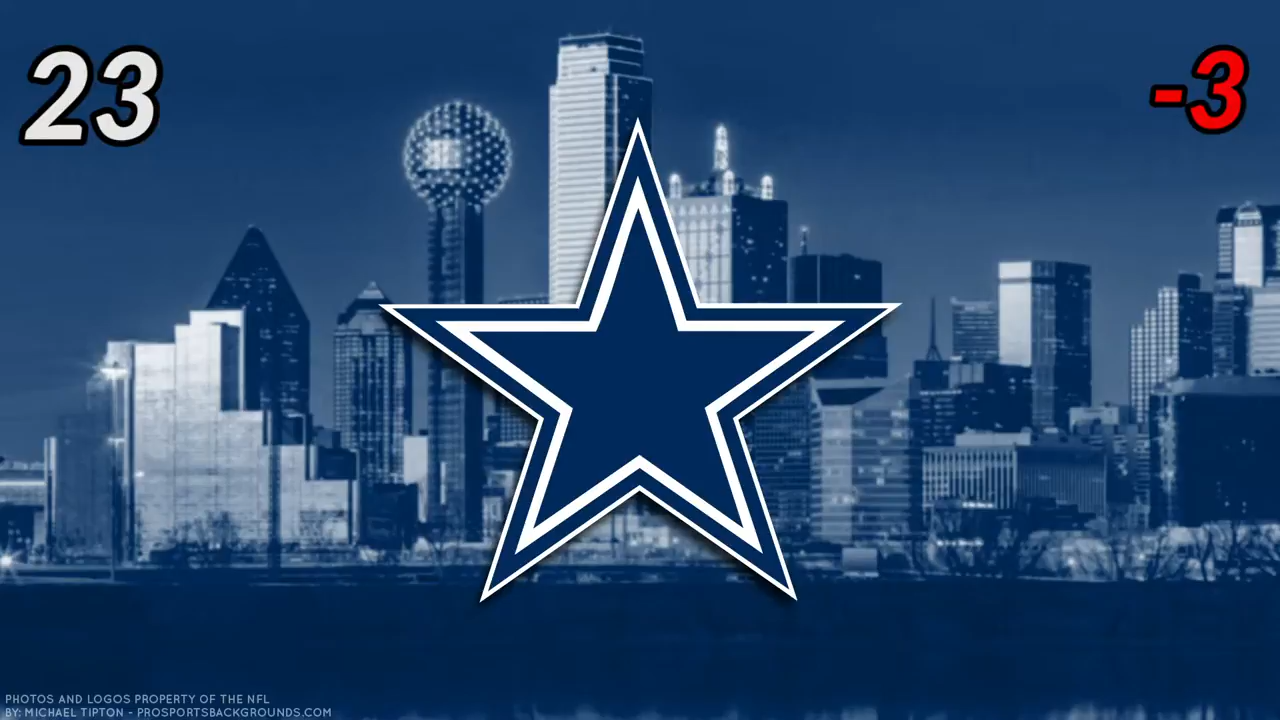 23
-3
PHOTOS AND LOGOS PROPERTY OF THE NFL
BY: MICHAEL TIPTON - PROSPORTSBACKGROUNDS.COM